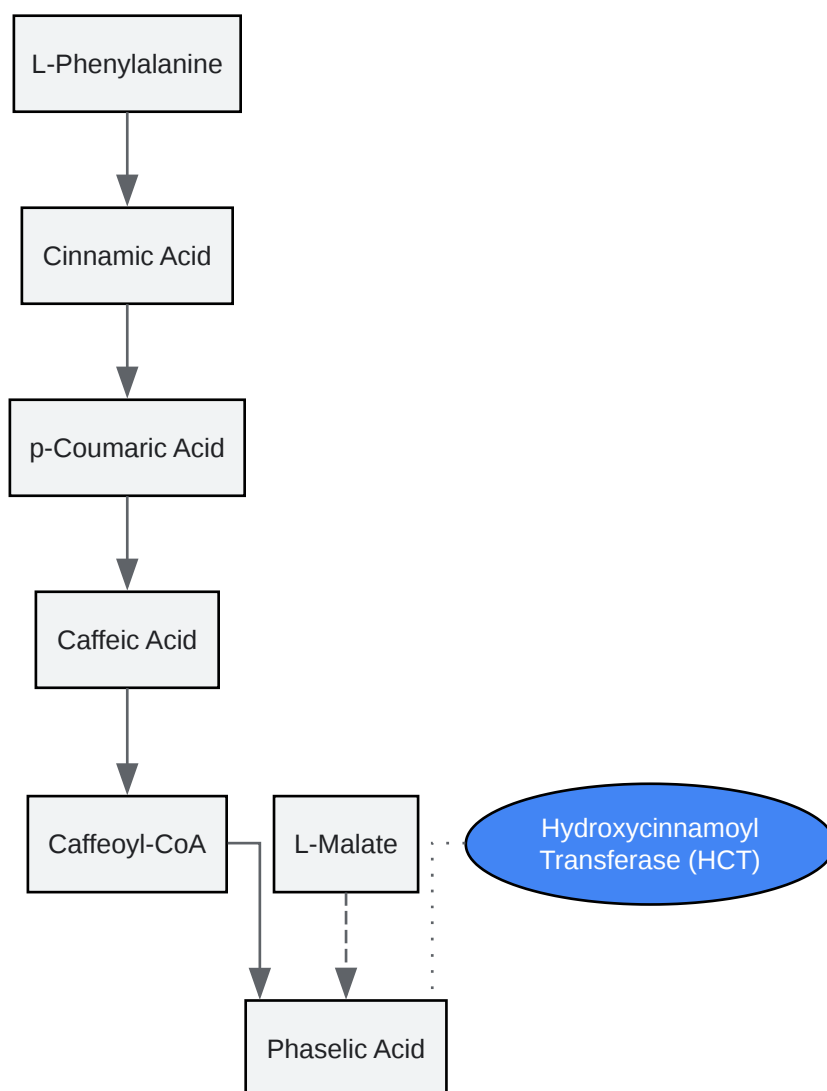 L-Phenylalanine
Cinnamic Acid
p-Coumaric Acid
Caffeic Acid
Caffeoyl-CoA
L-Malate
Hydroxycinnamoyl
Transferase (HCT)
Phaselic Acid